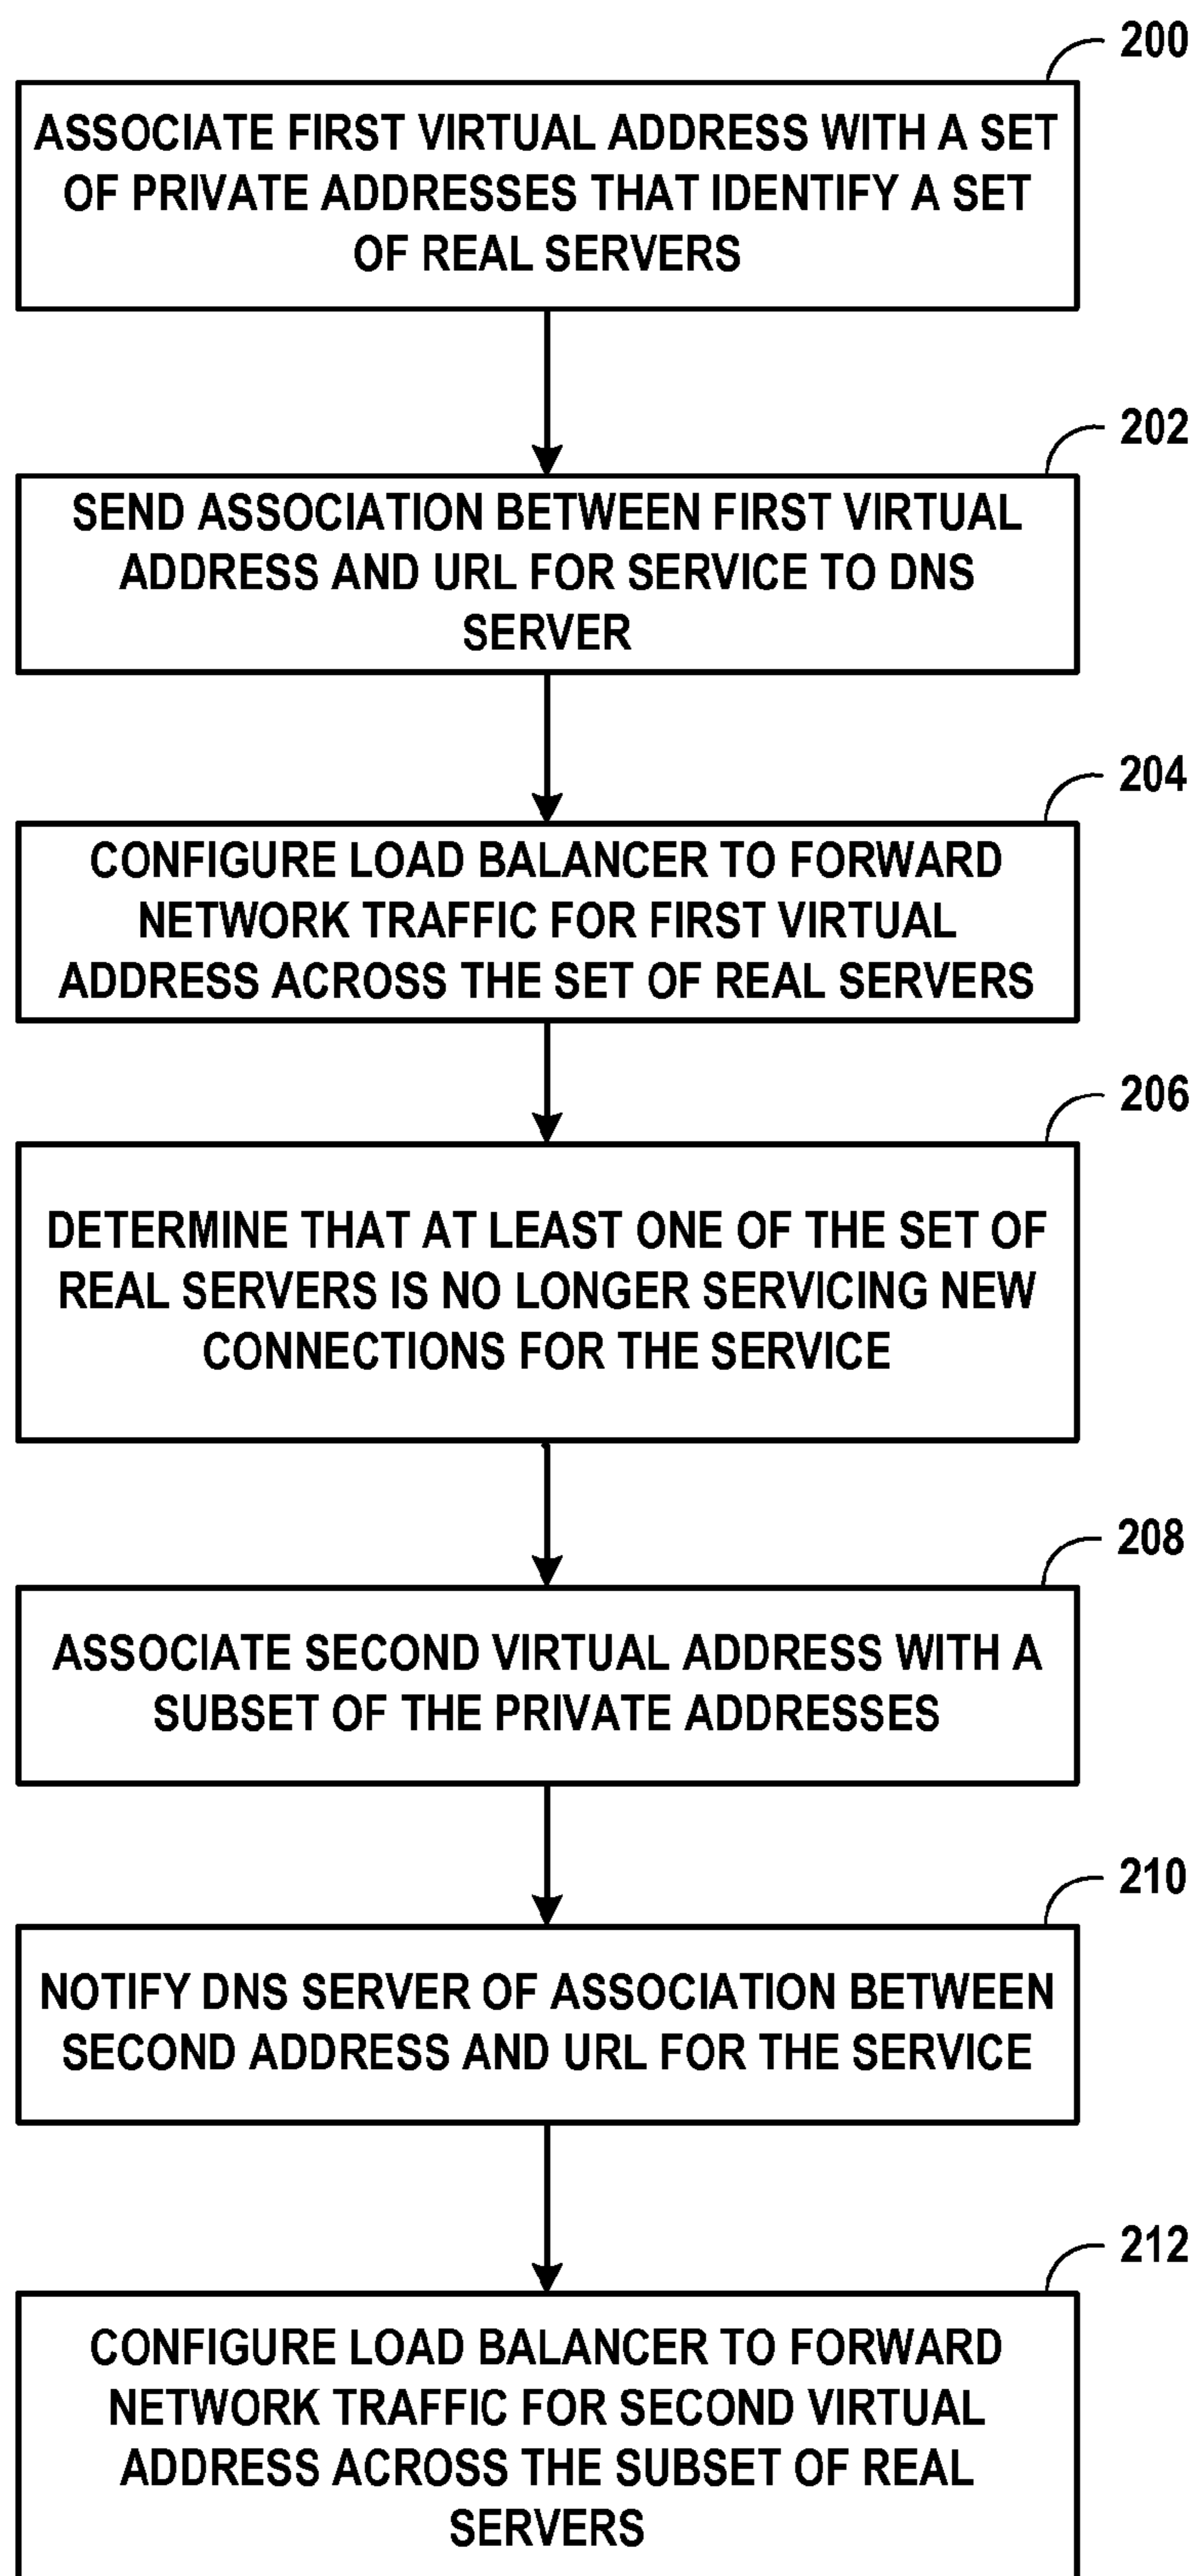 200
ASSOCIATE FIRST VIRTUAL ADDRESS WITH A SET
OF PRIVATE ADDRESSES THAT IDENTIFY A SET
OF REAL SERVERS
202
SEND ASSOCIATION BETWEEN FIRST VIRTUAL
ADDRESS AND URL FOR SERVICE TO DNS
SERVER
204
CONFIGURE LOAD BALANCER TO FORWARD
NETWORK TRAFFIC FOR FIRST VIRTUAL
ADDRESS ACROSS THE SET OF REAL SERVERS
206
DETERMINE THAT AT LEAST ONE OF THE SET OF
REAL SERVERS IS NO LONGER SERVICING NEW
CONNECTIONS FOR THE SERVICE
208
ASSOCIATE SECOND VIRTUAL ADDRESS WITH A
SUBSET OF THE PRIVATE ADDRESSES
210
NOTIFY DNS SERVER OF ASSOCIATION BETWEEN
SECOND ADDRESS AND URL FOR THE SERVICE
212
CONFIGURE LOAD BALANCER TO FORWARD
NETWORK TRAFFIC FOR SECOND VIRTUAL
ADDRESS ACROSS THE SUBSET OF REAL
SERVERS